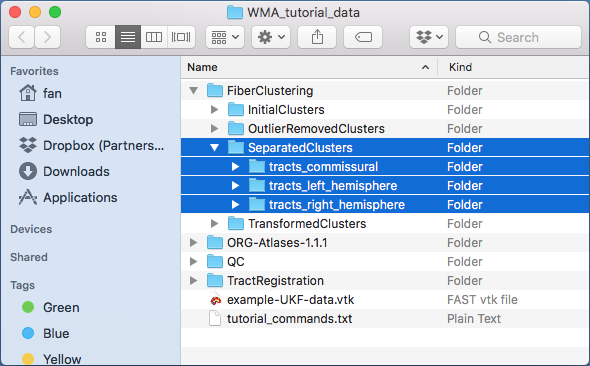 WMA_tutorial_data
Search
Favorites
fan
Desktop
Dropbox (Partners...
Downloads
Applications
Devices
Shared
Tags
Green
Blue
Yellow
Name Kind
FiberClustering Folder
InitialClusters Folder
OutlierRemovedClusters Folder
SeparatedClusters Folder
tracts_commissural Folder
tracts_left_hemisphere Folder
tracts_right_hemisphere Folder
TransformedClusters Folder
ORG-Atlases-1.1.1 Folder
QC Folder
TractRegistration Folder
example-UKF-data.vtk FAST vtk file
tutorial_commands.txt Plain Text